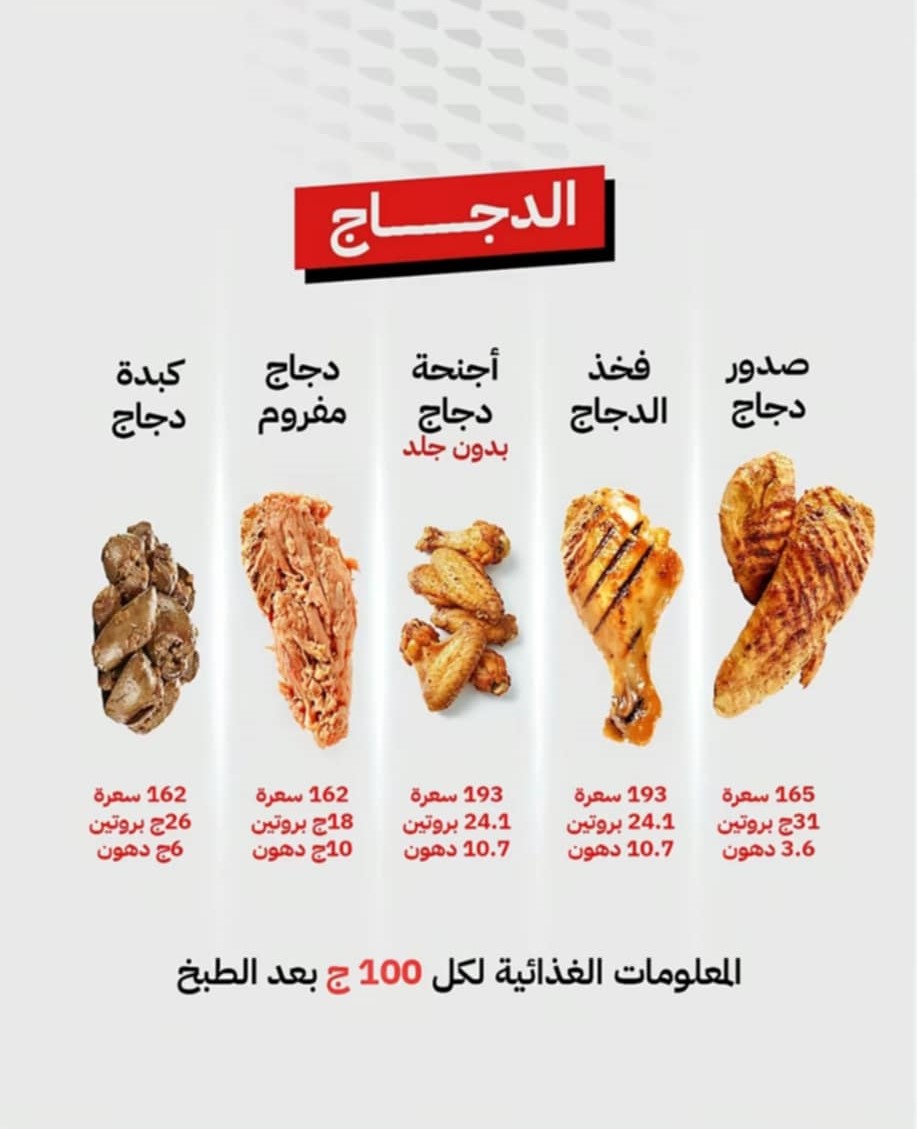 الدجـــــاج
صدور
دجاج
165 سعرة
31ج بروتين
3.6 دهون
فخذ
الدجاج
193 سعرة
24.1 بروتين
10.7 دهون
أجنحة
دجاج
بدون جلد
193 سعرة
24.1 بروتين
10.7 دهون
دجاج
مفروم
162 سعرة
18ج بروتين
10ج دهون
كبدة
دجاج
162 سعرة
26ج بروتين
6ج دهون
المعلومات الغذائية لكل 100 ج بعد الطبخ